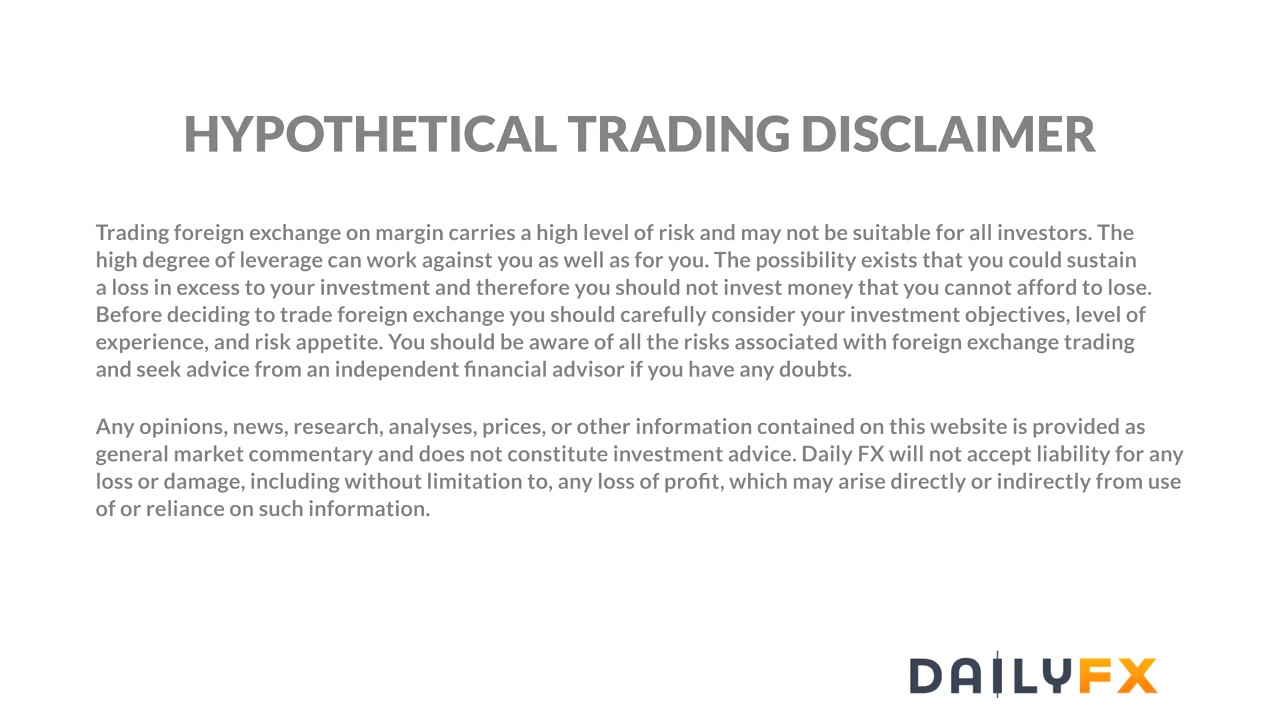 HYPOTHETICAL TRADING DISCLAIMER
Trading foreign exchange on margin carries a high level of risk and may not be suitable for all investors. The
high degree of leverage can work against you as well as for you. The possibility exists that you could sustain
a loss in excess to your investment and therefore you should not invest money that you cannot afford to lose.
Before deciding to trade foreign exchange you should carefully consider your investment objectives, level of
experience, and risk appetite. You should be aware of all the risks associated with foreign exchange trading
and seek advice from an independent financial advisor if you have any doubts.
Any opinions, news, research, analyses, prices, or other information contained on this website is provided as
general market commentary and does not constitute investment advice. Daily FX will not accept liability for any
loss or damage, including without limitation to, any loss of profit, which may arise directly or indirectly from use
of or reliance on such information.
DAILYFX